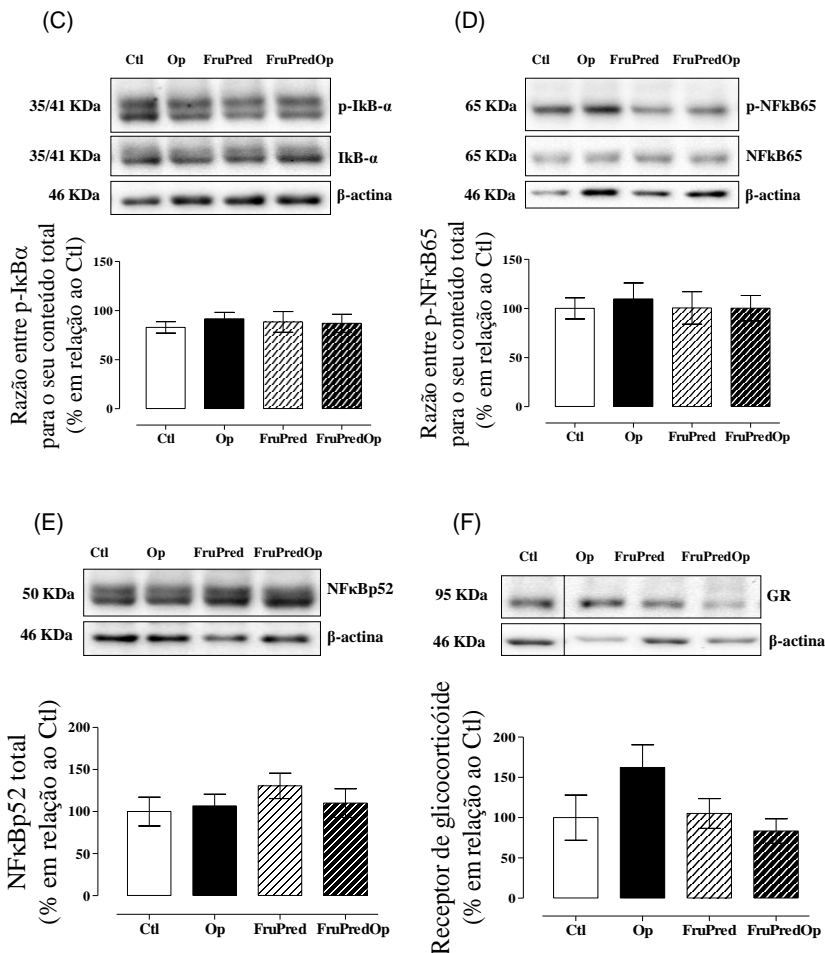 (C)
Ctl Op FruPred FruPredOp
35/41 KDa p-IkB-α
35/41 KDa IkB-α
46 KDa β-actina
Razão entre p-IκBα
para o seu conteúdo total
(% em relação ao Ctl)
150
100
50
0
Ctl Op FruPred FruPredOp
(D)
Ctl Op FruPred FruPredOp
65 KDa p-NFkB65
65 KDa NFkB65
46 KDa β-actina
Razão entre p-NFκB65
para o seu conteúdo total
(% em relação ao Ctl)
150
100
50
0
Ctl Op FruPred FruPredOp
(E)
Ctl Op FruPred FruPredOp
50 KDa NFκBp52
46 KDa β-actina
NFκBp52 total
(% em relação ao Ctl)
200
150
100
50
0
Ctl Op FruPred FruPredOp
(F)
Ctl Op FruPred FruPredOp
95 KDa GR
46 KDa β-actina
Receptor de glicocorticóide
(% em relação ao Ctl)
200
150
100
50
0
Ctl Op FruPred FruPredOp